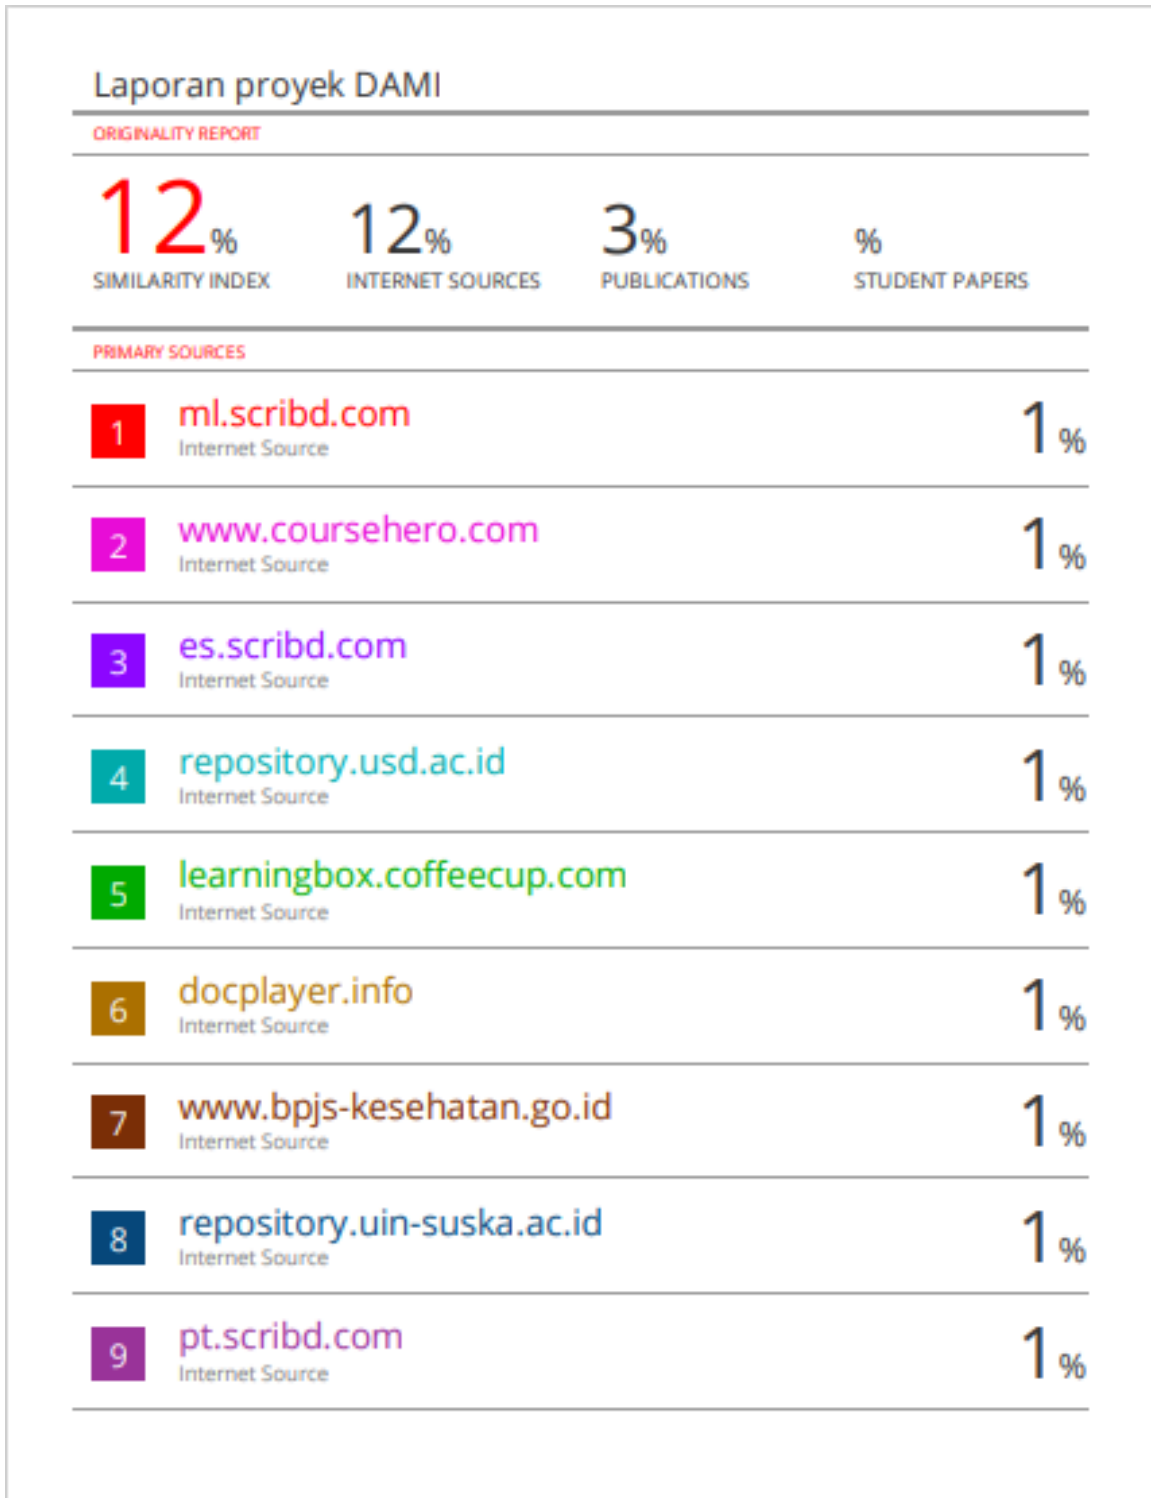 Laporan proyek DAMI
ORIGINALITY REPORT
12% 12% 3% %
SIMILARITY INDEX INTERNET SOURCES PUBLICATIONS STUDENT PAPERS
PRIMARY SOURCES
1 ml.scribd.com 1%
Internet Source
2 www.coursehero.com 1%
Internet Source
3 es.scribd.com 1%
Internet Source
4 repository.usd.ac.id 1%
Internet Source
5 learningbox.coffeecup.com 1%
Internet Source
6 docplayer.info 1%
Internet Source
7 www.bpjs-kesehatan.go.id 1%
Internet Source
8 repository.uin-suska.ac.id 1%
Internet Source
9 pt.scribd.com 1%
Internet Source